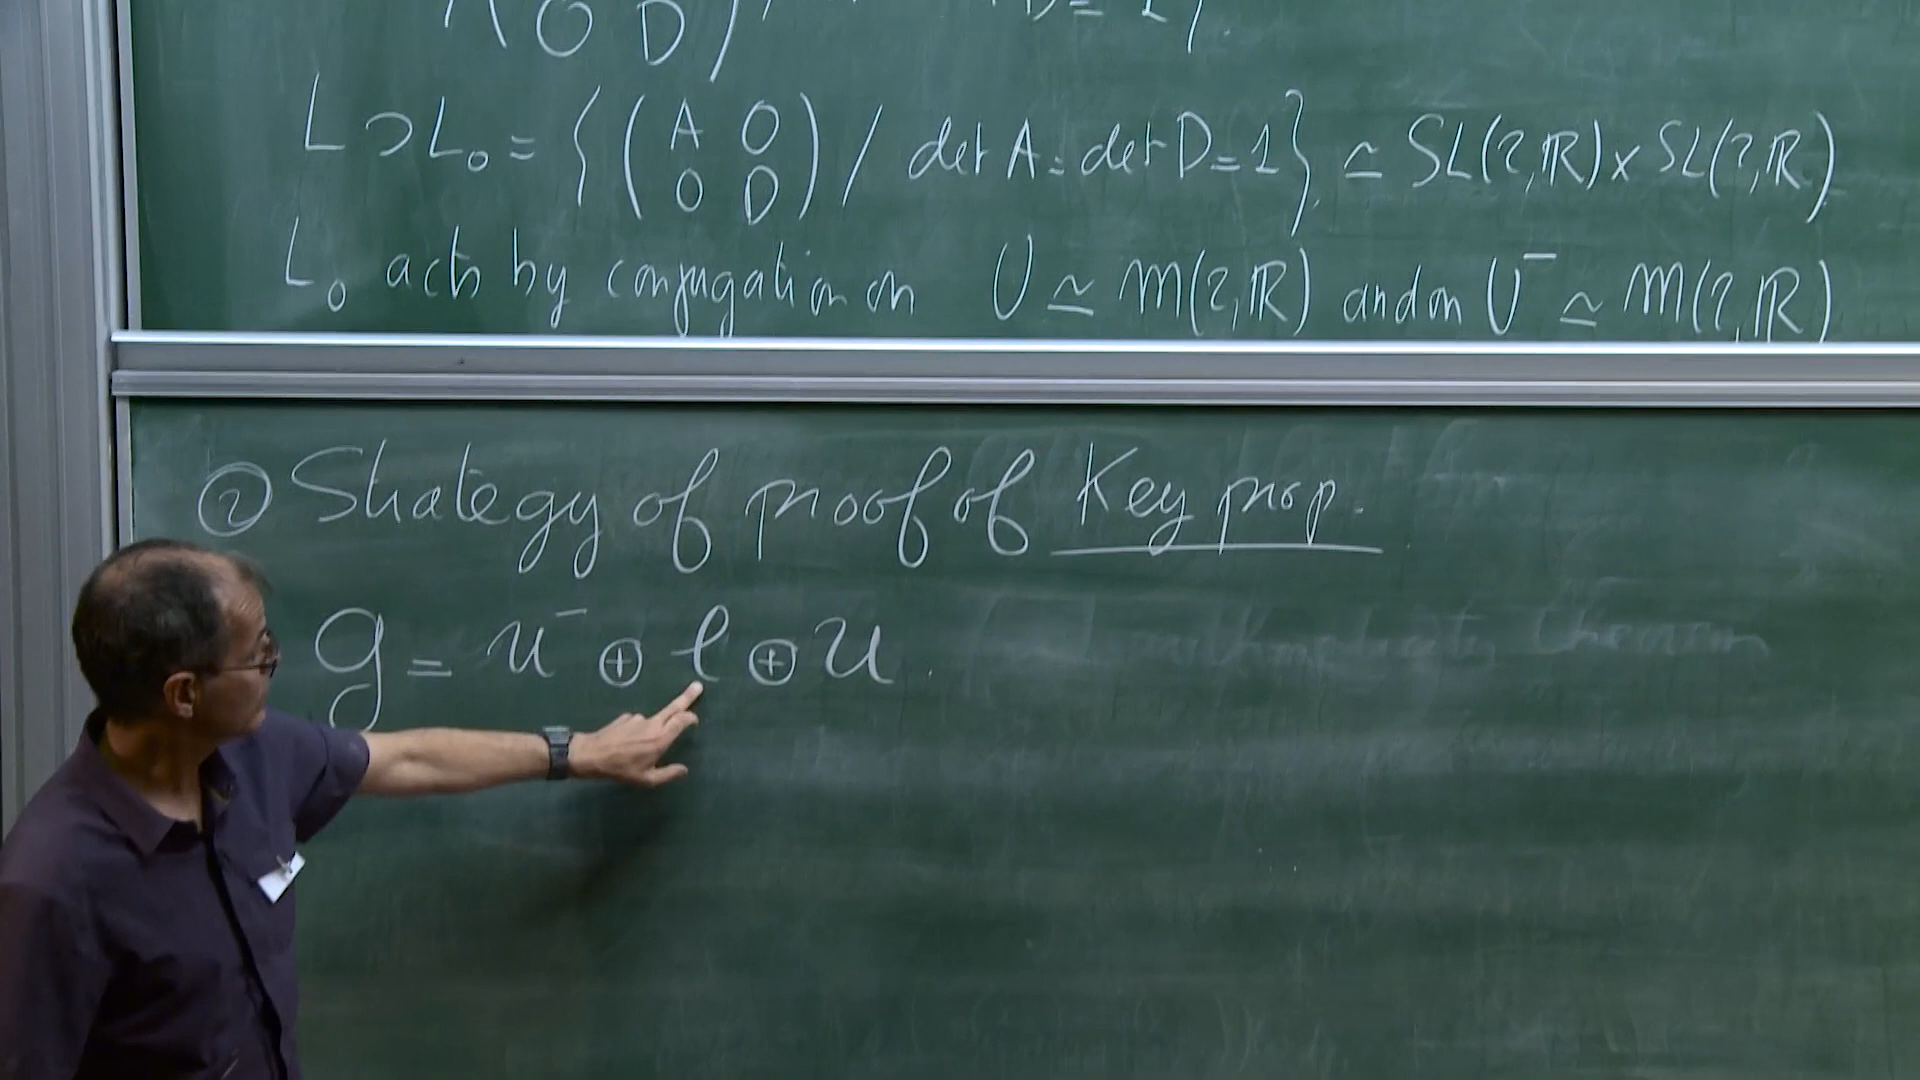 ( O D ) / = 1 }
L ⊃ L₀ = { ( A O / O D ) / det A = det D = 1 } ≃ SL(2,ℝ) × SL(2,ℝ)
L₀ acts by conjugation on U ≃ M(2,ℝ) and on U⁻ ≃ M(2,ℝ)
② Strategy of proof of Key prop.
g = u⁻ ⊕ l ⊕ u.